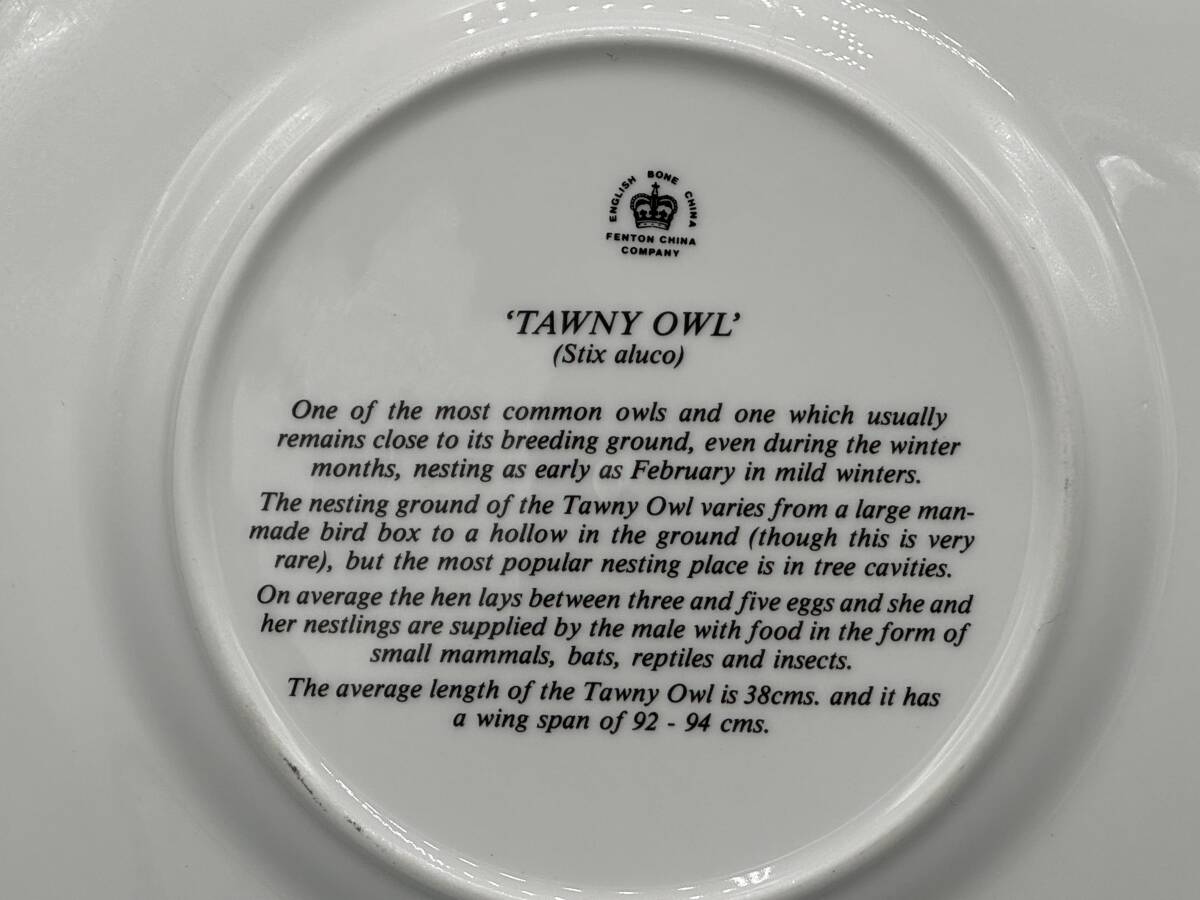 ENGLISH BONE CHINA
FENTON CHINA
COMPANY
‘TAWNY OWL’
(Stix aluco)
One of the most common owls and one which usually
remains close to its breeding ground, even during the winter
months, nesting as early as February in mild winters.
The nesting ground of the Tawny Owl varies from a large man-
made bird box to a hollow in the ground (though this is very
rare), but the most popular nesting place is in tree cavities.
On average the hen lays between three and five eggs and she and
her nestlings are supplied by the male with food in the form of
small mammals, bats, reptiles and insects.
The average length of the Tawny Owl is 38cms. and it has
a wing span of 92 - 94 cms.